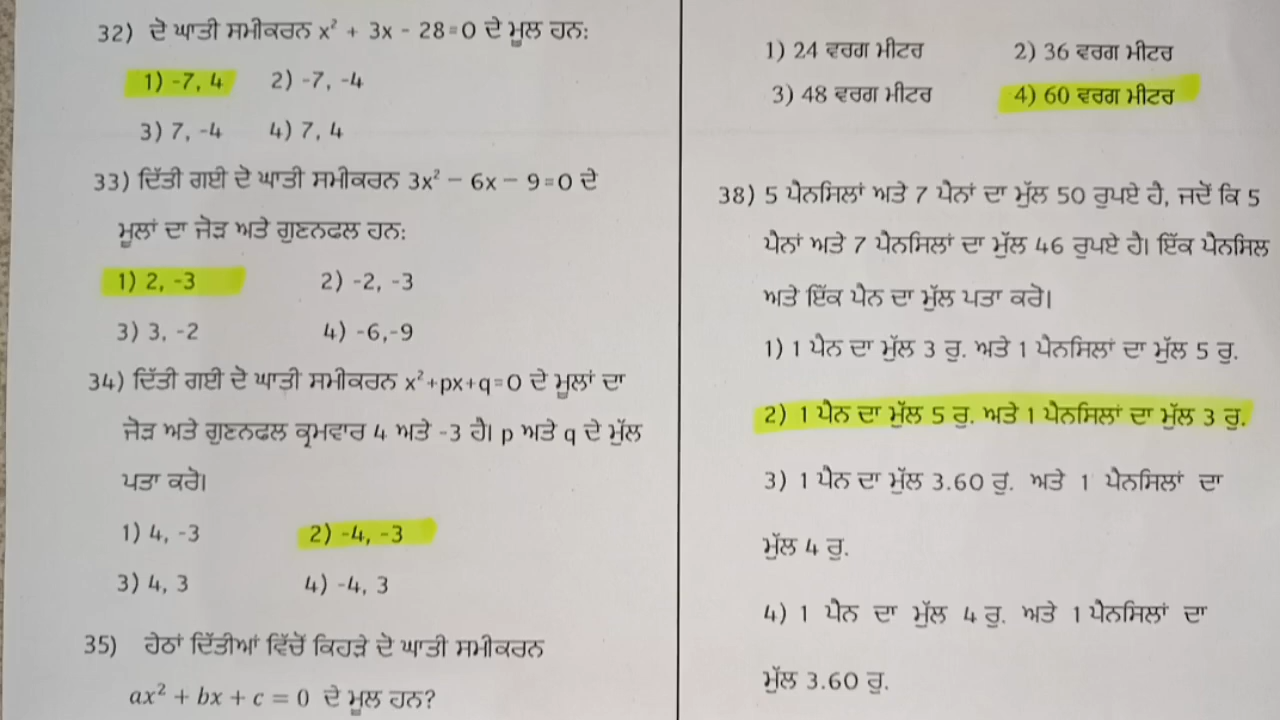 32) ਦੋ ਘਾਤੀ ਸਮੀਕਰਨ x² + 3x - 28=0 ਦੇ ਮੂਲ ਹਨ:
1) -7, 4 2) -7, -4
3) 7, -4 4) 7, 4
33) ਦਿੱਤੀ ਗਈ ਦੋ ਘਾਤੀ ਸਮੀਕਰਨ 3x² – 6x – 9=0 ਦੇ
ਮੂਲਾਂ ਦਾ ਜੋੜ ਅਤੇ ਗੁਣਨਫਲ ਹਨ:
1) 2, -3 2) -2, -3
3) 3, -2 4) -6,-9
34) ਦਿੱਤੀ ਗਈ ਦੋ ਘਾਤੀ ਸਮੀਕਰਨ x²+px+q=0 ਦੇ ਮੂਲਾਂ ਦਾ
ਜੋੜ ਅਤੇ ਗੁਣਨਫਲ ਕ੍ਰਮਵਾਰ 4 ਅਤੇ -3 ਹੈ। p ਅਤੇ q ਦੇ ਮੁੱਲ
ਪਤਾ ਕਰੋ।
1) 4, -3 2) -4, -3
3) 4, 3 4) -4, 3
35) ਹੇਠਾਂ ਦਿੱਤੀਆਂ ਵਿੱਚੋਂ ਕਿਹੜੇ ਦੋ ਘਾਤੀ ਸਮੀਕਰਨ
ax² + bx + c = 0 ਦੇ ਮੂਲ ਹਨ?
1) 24 ਵਰਗ ਮੀਟਰ 2) 36 ਵਰਗ ਮੀਟਰ
3) 48 ਵਰਗ ਮੀਟਰ 4) 60 ਵਰਗ ਮੀਟਰ
38) 5 ਪੈਨਸਿਲਾਂ ਅਤੇ 7 ਪੈਨਾਂ ਦਾ ਮੁੱਲ 50 ਰੁਪਏ ਹੈ, ਜਦੋਂ ਕਿ 5
ਪੈਨਾਂ ਅਤੇ 7 ਪੈਨਸਿਲਾਂ ਦਾ ਮੁੱਲ 46 ਰੁਪਏ ਹੈ। ਇੱਕ ਪੈਨਸਿਲ
ਅਤੇ ਇੱਕ ਪੈਨ ਦਾ ਮੁੱਲ ਪਤਾ ਕਰੋ।
1) 1 ਪੈਨ ਦਾ ਮੁੱਲ 3 ਰੁ. ਅਤੇ 1 ਪੈਨਸਿਲਾਂ ਦਾ ਮੁੱਲ 5 ਰੁ.
2) 1 ਪੈਨ ਦਾ ਮੁੱਲ 5 ਰੁ. ਅਤੇ 1 ਪੈਨਸਿਲਾਂ ਦਾ ਮੁੱਲ 3 ਰੁ.
3) 1 ਪੈਨ ਦਾ ਮੁੱਲ 3.60 ਰੁ. ਅਤੇ 1 ਪੈਨਸਿਲਾਂ ਦਾ
ਮੁੱਲ 4 ਰੁ.
4) 1 ਪੈਨ ਦਾ ਮੁੱਲ 4 ਰੁ. ਅਤੇ 1 ਪੈਨਸਿਲਾਂ ਦਾ
ਮੁੱਲ 3.60 ਰੁ.